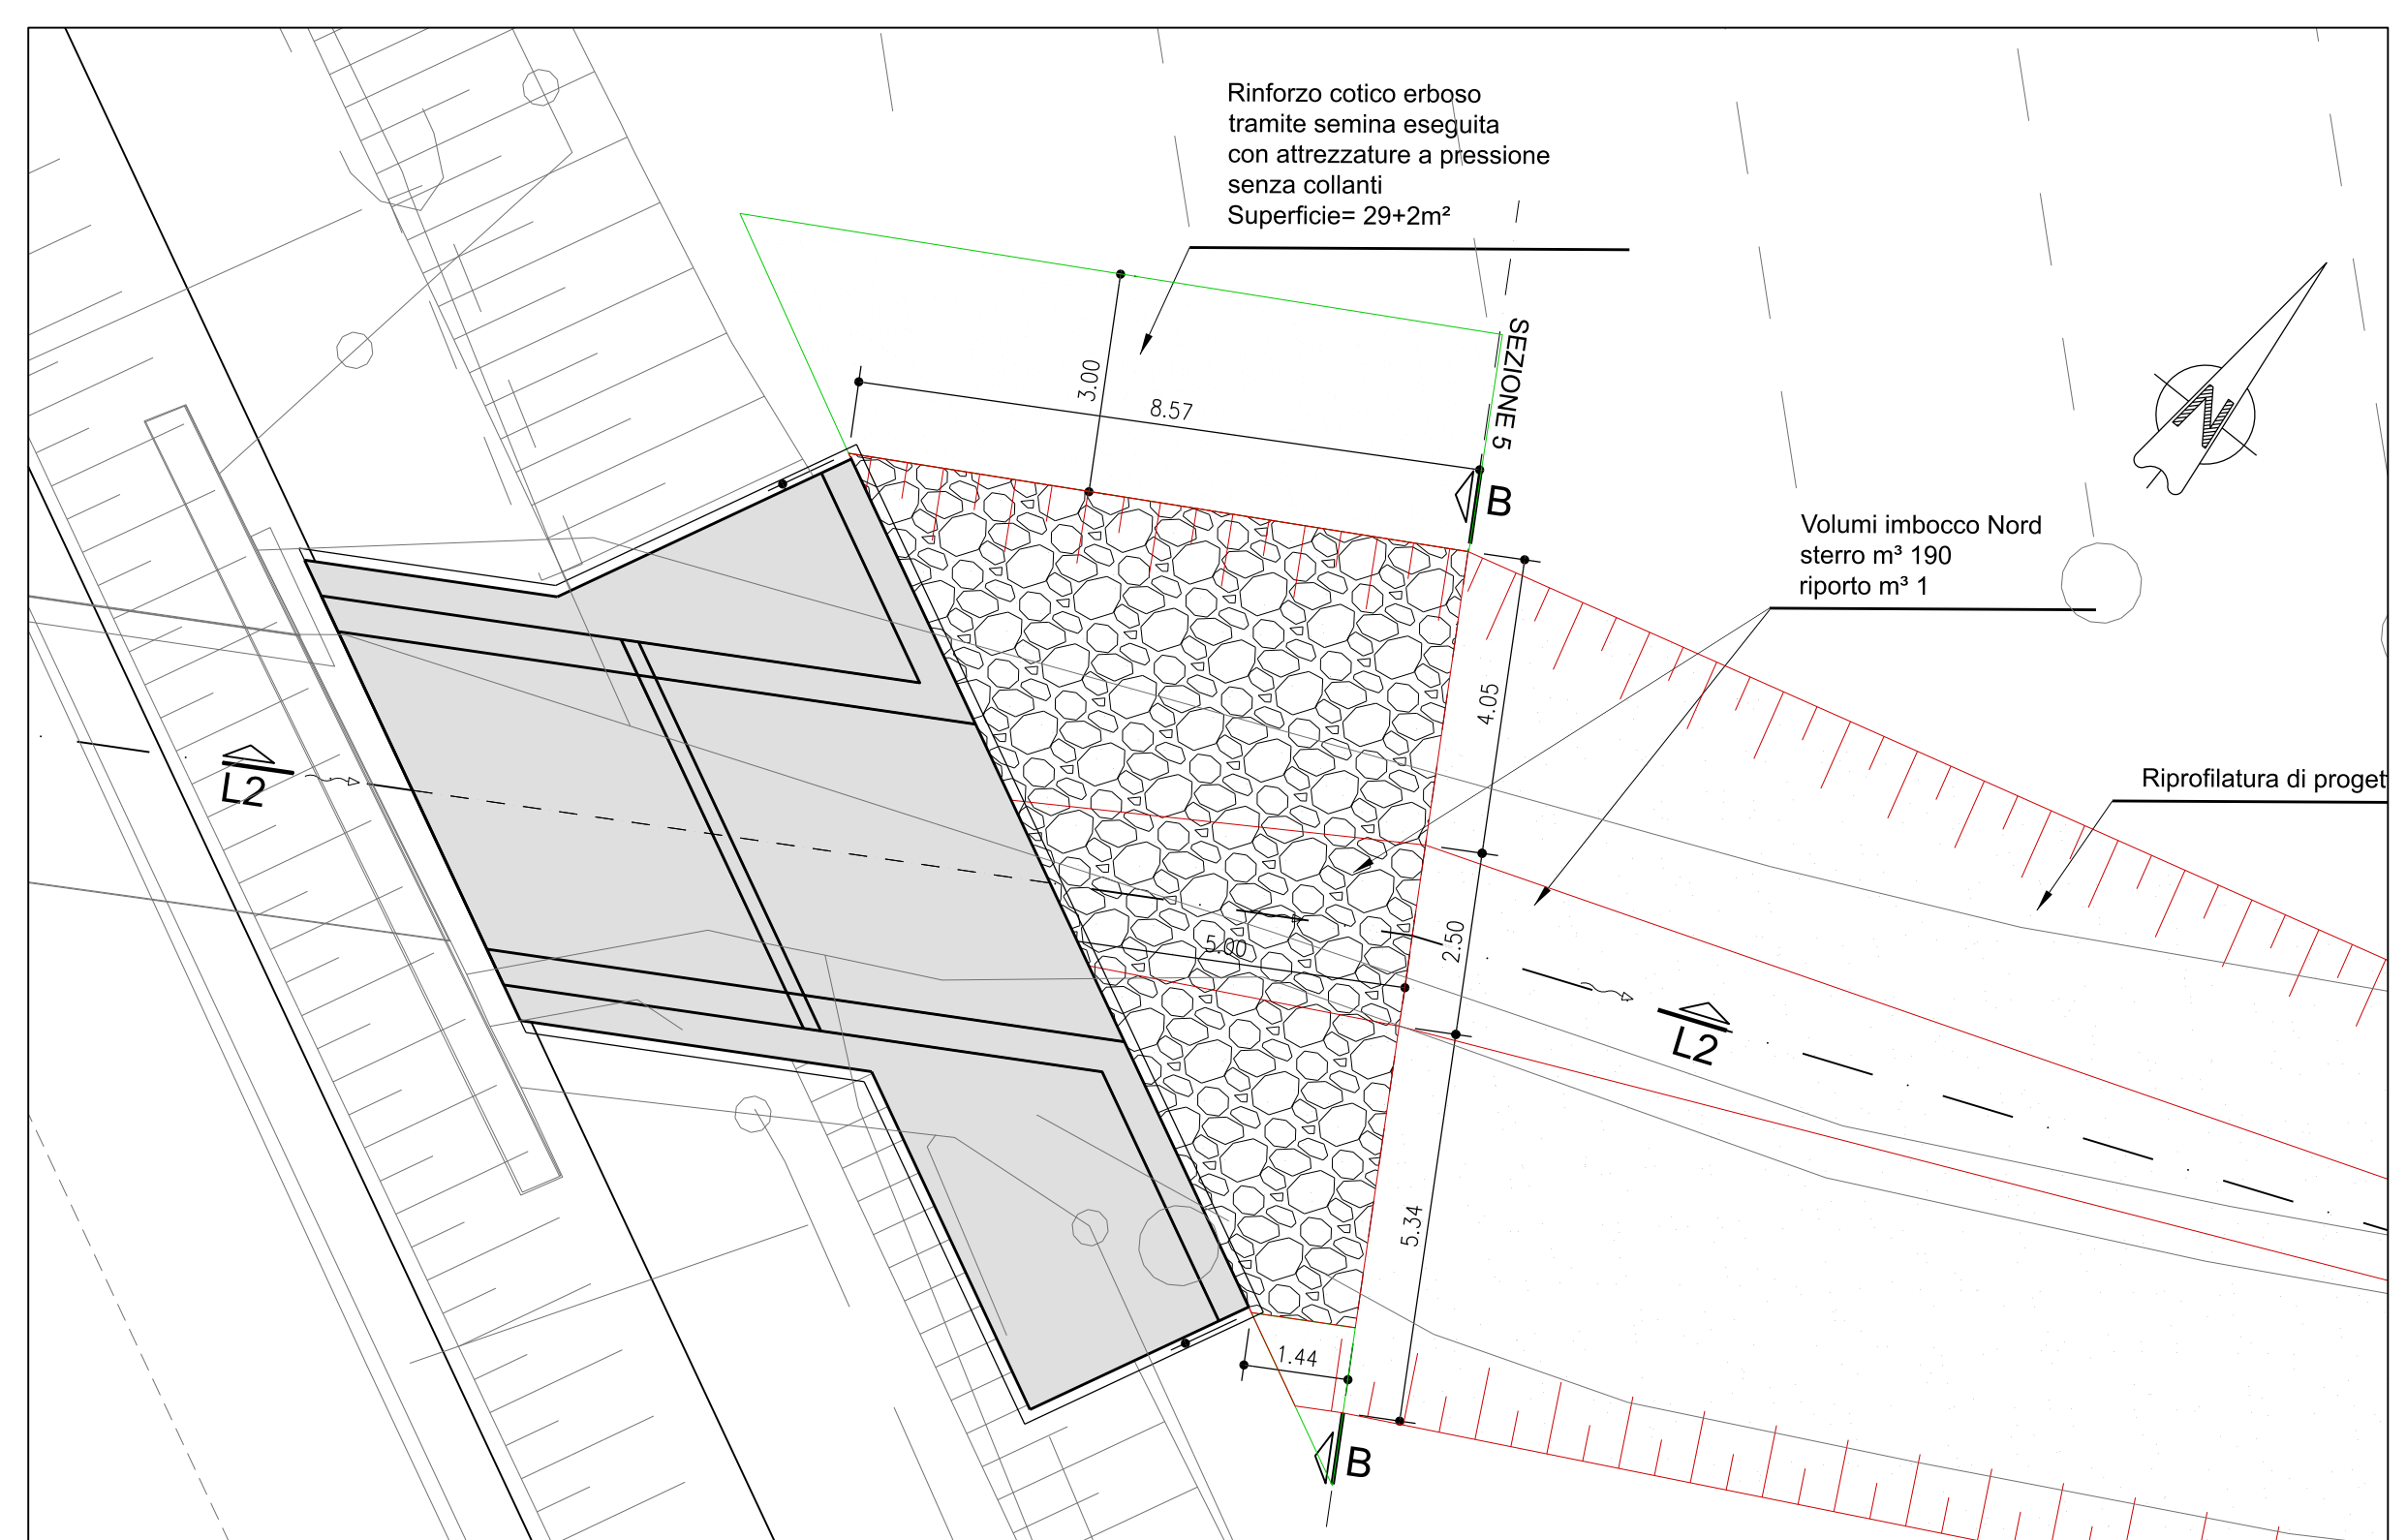 Rinforzo cotico erboso
tramite semina eseguita
con attrezzature a pressione
senza collanti
Superficie= 29+2m²
SEZIONE 5
3.00
8.57
B
N
Volumi imbocco Nord
sterro m³ 190
riporto m³ 1
4.05
L2
Riprofilatura di proget
5.00
2.50
L2
5.34
1.44
B